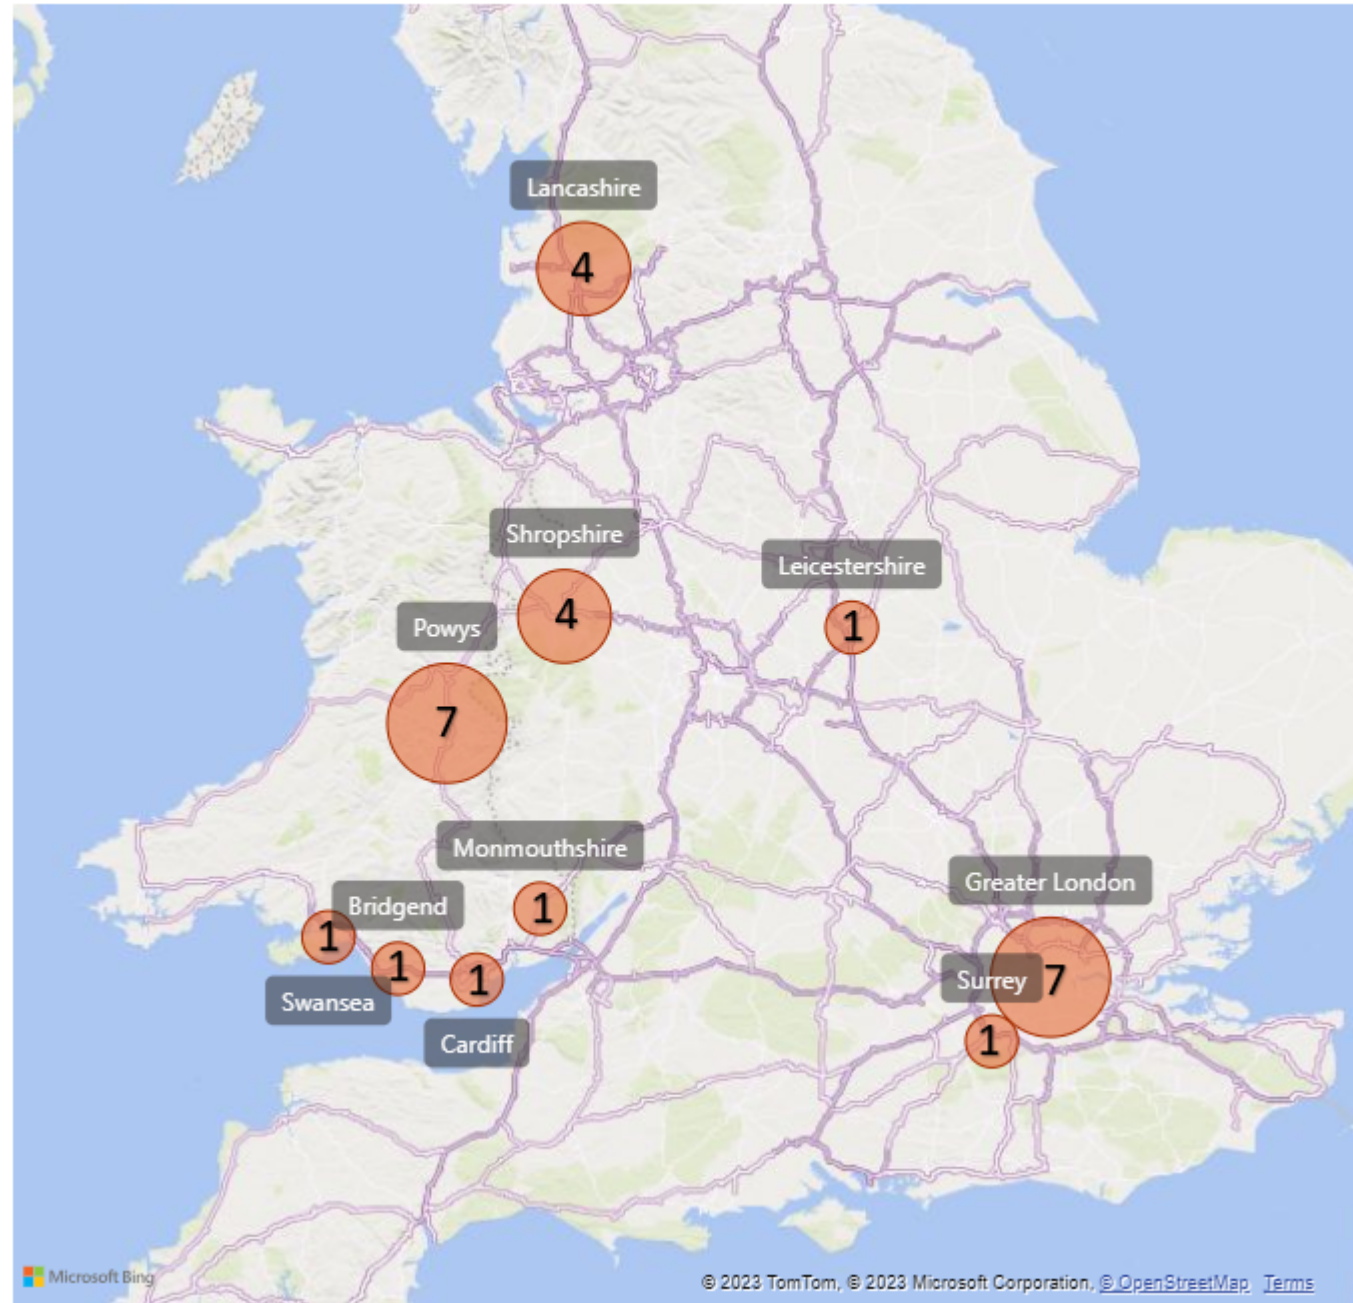 Lancashire
4
Shropshire
4
Leicestershire
1
Powys
7
Monmouthshire
1
Bridgend
1
1
Swansea
1
Cardiff
Greater London
7
Surrey
1
Microsoft Bing
© 2023 TomTom, © 2023 Microsoft Corporation, © OpenStreetMap Terms